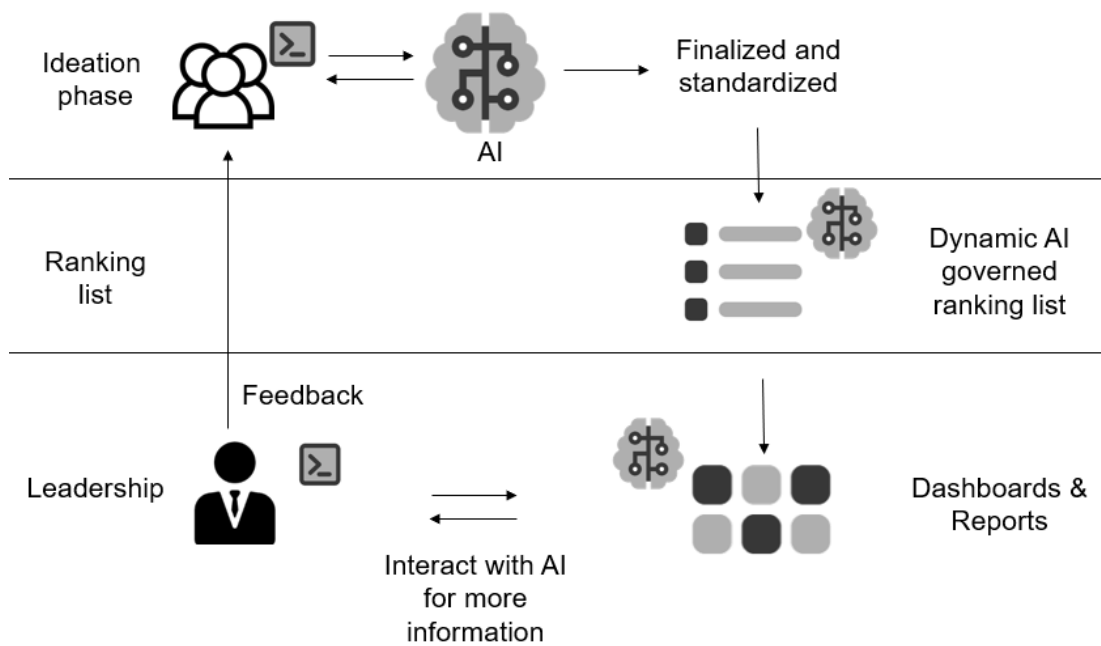 Ideation
phase
AI
Finalized and
standardized
Ranking
list
Dynamic AI
governed
ranking list
Feedback
Leadership
Interact with AI
for more
information
Dashboards &
Reports